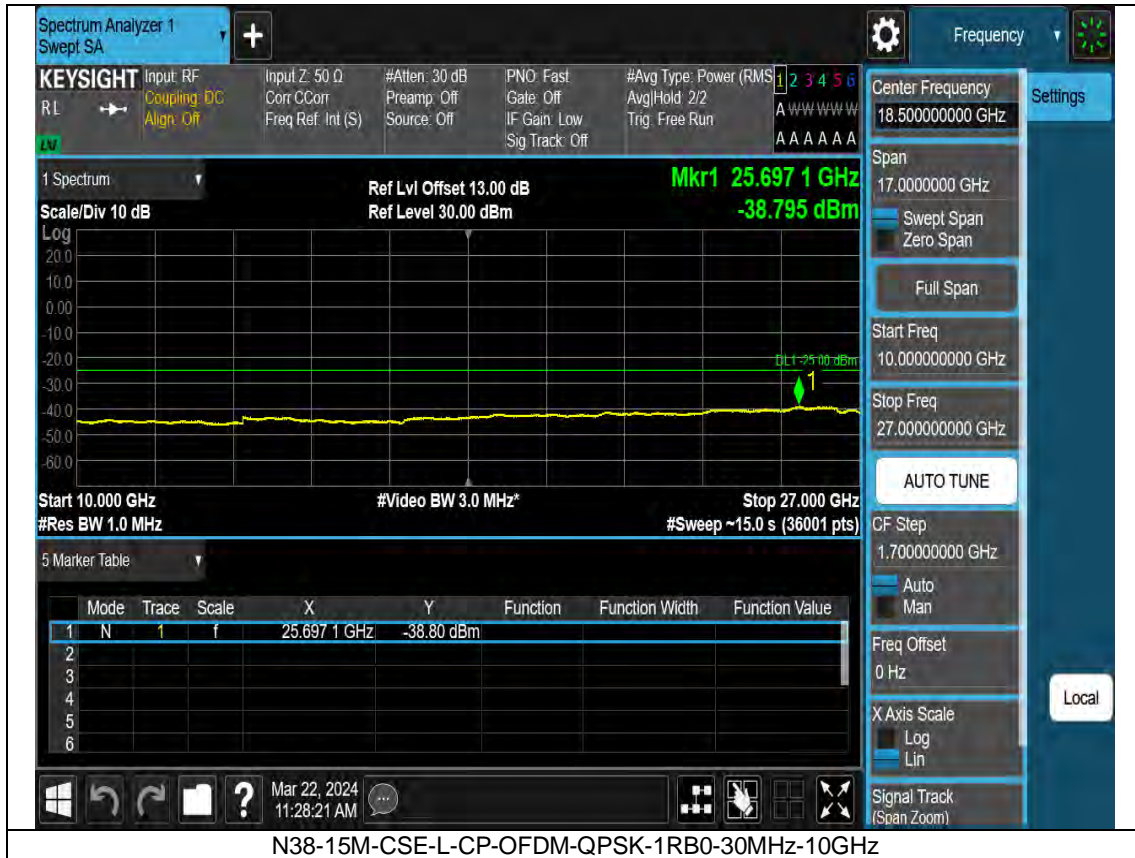 Spectrum Analyzer 1
Swept SA
+
Frequency
KEYSIGHT Input: RF Input Z: 50 Ω #Atten: 30 dB PNO: Fast #Avg Type: Power (RMS 1 2 3 4 5 6
RL Coupling: DC Corr CCorr Preamp: Off Gate: Off Avg|Hold: 2/2 A W W W W W
Align: Off Freq Ref: Int (S) Source: Off IF Gain: Low Trig: Free Run
Sig Track: Off A A A A A A
1 Spectrum
Ref Lvl Offset 13.00 dB
Mkr1 25.697 1 GHz
Scale/Div 10 dB
Ref Level 30.00 dBm
-38.795 dBm
Log
20.0
10.0
0.00
-10.0
-20.0
DL1 -25.00 dBm
1
-30.0
-40.0
-50.0
-60.0
Start 10.000 GHz #Video BW 3.0 MHz* Stop 27.000 GHz
#Res BW 1.0 MHz #Sweep ~15.0 s (36001 pts)
5 Marker Table
Mode Trace Scale X Y Function Function Width Function Value
1 N 1 f 25.697 1 GHz -38.80 dBm
2
3
4
5
6
Center Frequency
18.500000000 GHz
Settings
Span
17.0000000 GHz
Swept Span
Zero Span
Full Span
Start Freq
10.000000000 GHz
Stop Freq
27.000000000 GHz
AUTO TUNE
CF Step
1.700000000 GHz
Auto
Man
Freq Offset
0 Hz
Local
X Axis Scale
Log
Lin
Signal Track
(Span Zoom)
?
Mar 22, 2024
11:28:21 AM
N38-15M-CSE-L-CP-OFDM-QPSK-1RB0-30MHz-10GHz